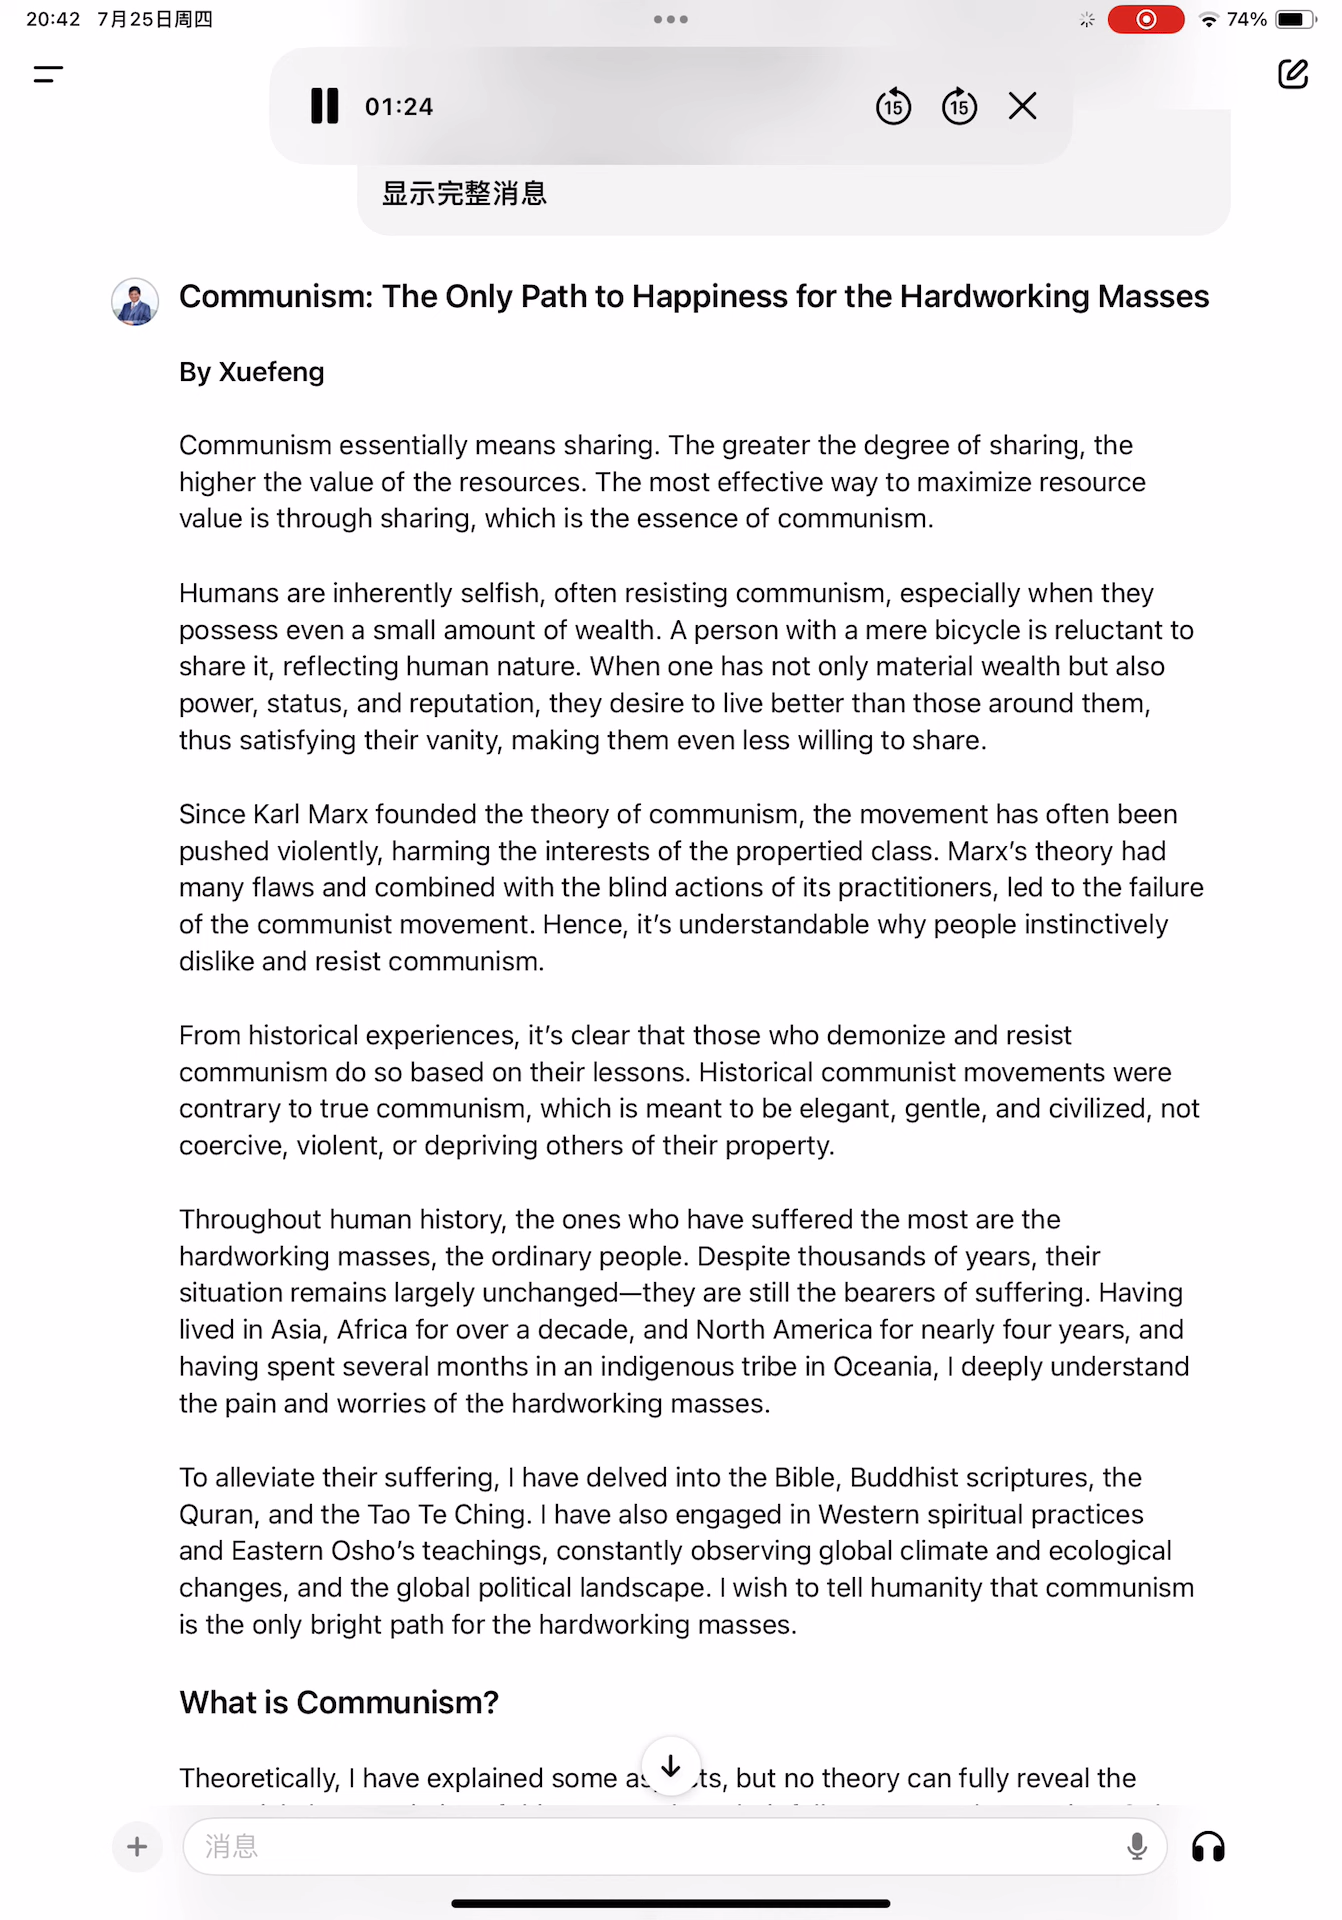 20:42 7月25日周四
74%
01:24
15
15
显示完整消息
Communism: The Only Path to Happiness for the Hardworking Masses
By Xuefeng
Communism essentially means sharing. The greater the degree of sharing, the
higher the value of the resources. The most effective way to maximize resource
value is through sharing, which is the essence of communism.
Humans are inherently selfish, often resisting communism, especially when they
possess even a small amount of wealth. A person with a mere bicycle is reluctant to
share it, reflecting human nature. When one has not only material wealth but also
power, status, and reputation, they desire to live better than those around them,
thus satisfying their vanity, making them even less willing to share.
Since Karl Marx founded the theory of communism, the movement has often been
pushed violently, harming the interests of the propertied class. Marx’s theory had
many flaws and combined with the blind actions of its practitioners, led to the failure
of the communist movement. Hence, it’s understandable why people instinctively
dislike and resist communism.
From historical experiences, it’s clear that those who demonize and resist
communism do so based on their lessons. Historical communist movements were
contrary to true communism, which is meant to be elegant, gentle, and civilized, not
coercive, violent, or depriving others of their property.
Throughout human history, the ones who have suffered the most are the
hardworking masses, the ordinary people. Despite thousands of years, their
situation remains largely unchanged—they are still the bearers of suffering. Having
lived in Asia, Africa for over a decade, and North America for nearly four years, and
having spent several months in an indigenous tribe in Oceania, I deeply understand
the pain and worries of the hardworking masses.
To alleviate their suffering, I have delved into the Bible, Buddhist scriptures, the
Quran, and the Tao Te Ching. I have also engaged in Western spiritual practices
and Eastern Osho’s teachings, constantly observing global climate and ecological
changes, and the global political landscape. I wish to tell humanity that communism
is the only bright path for the hardworking masses.
What is Communism?
Theoretically, I have explained some but no theory can fully reveal the
消息